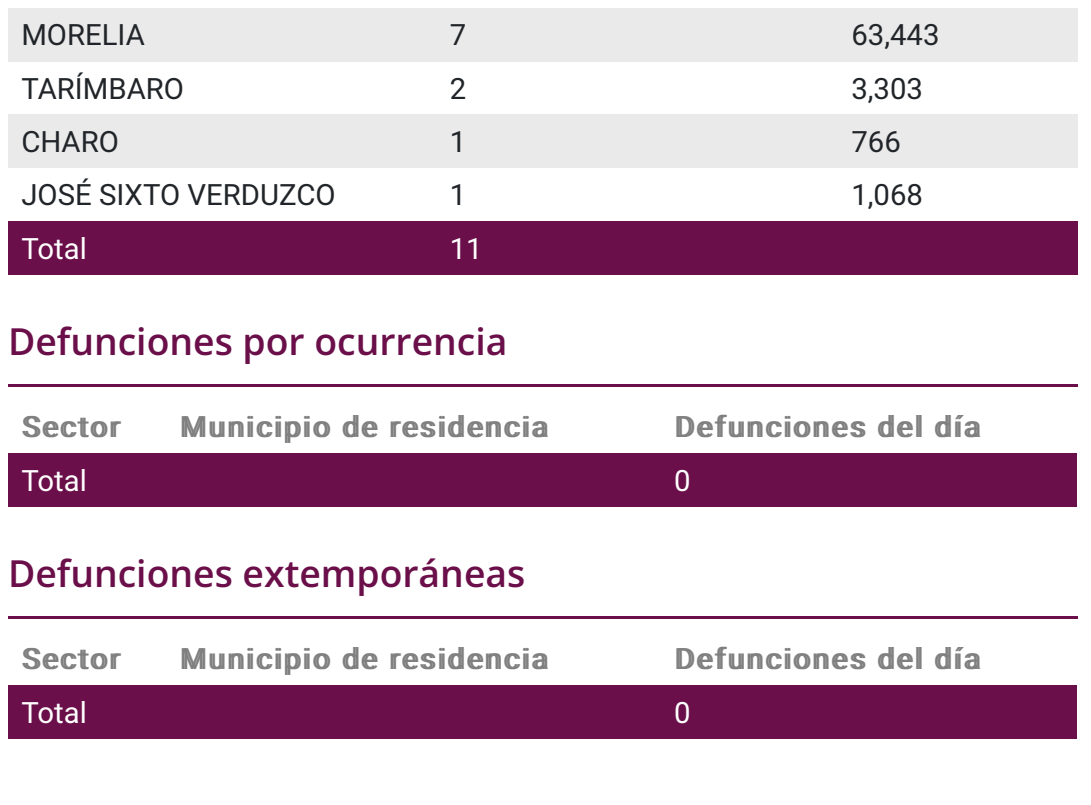 MORELIA 7 63,443
TARÍMBARO 2 3,303
CHARO 1 766
JOSÉ SIXTO VERDUZCO 1 1,068
Total 11
Defunciones por ocurrencia
Sector Municipio de residencia Defunciones del día
Total 0
Defunciones extemporáneas
Sector Municipio de residencia Defunciones del día
Total 0